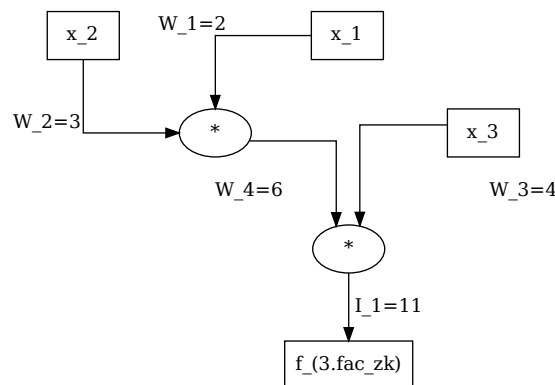 W_1=2
x_2
x_1
W_2=3
*
x_3
W_4=6
W_3=4
*
I_1=11
f_(3.fac_zk)